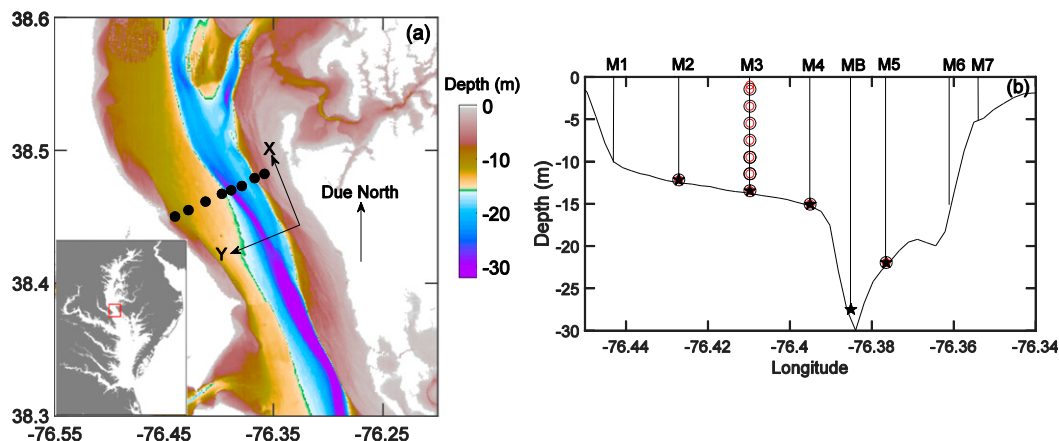 (a)
38.6
38.5
38.4
38.3
-76.55
-76.45
-76.35
-76.25
X
Y
Due North
Depth (m)
0
-10
-20
-30
M1
M2
M3
M4
MB
M5
M6
M7
(b)
Depth (m)
0
-5
-10
-15
-20
-25
-30
-76.44
-76.42
-76.4
-76.38
-76.36
-76.34
Longitude